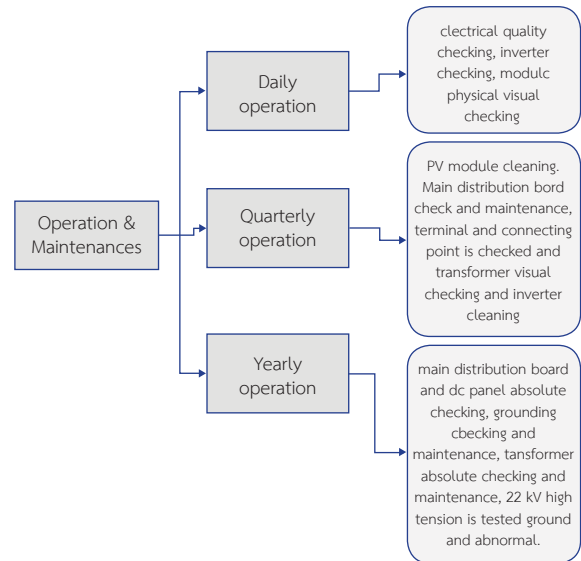 Operation &
Maintenances
Daily
operation
clectrical quality
checking, inverter
checking, modulc
physical visual
checking
Quarterly
operation
PV module cleaning.
Main distribution bord
check and maintenance,
terminal and connecting
point is checked and
transformer visual
checking and inverter
cleaning
Yearly
operation
main distribution board
and dc panel absolute
checking, grounding
cbecking and
maintenance, tansformer
absolute checking and
maintenance, 22 kV high
tension is tested ground
and abnormal.